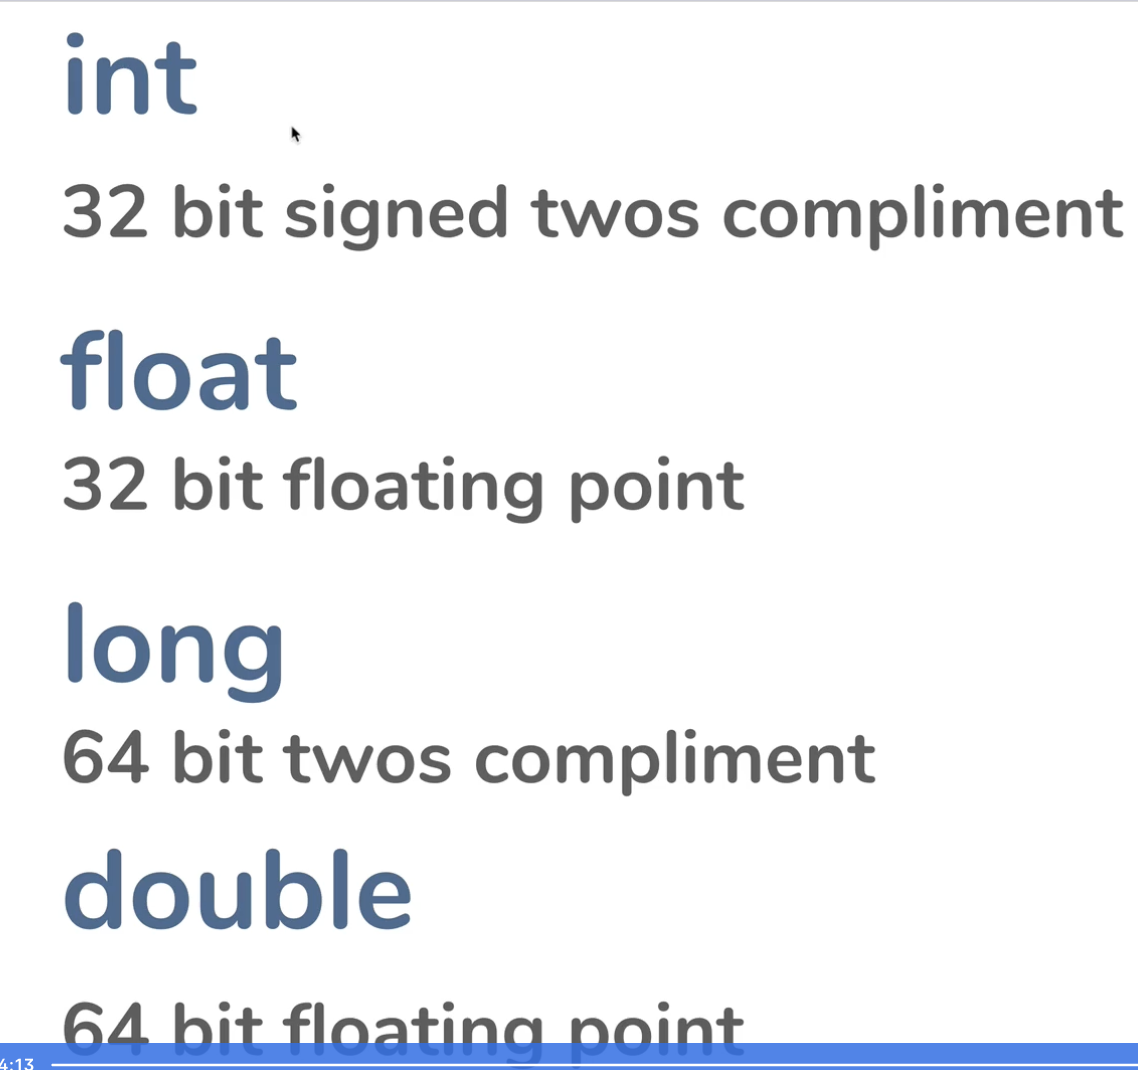 int
32 bit signed twos compliment
float
32 bit floating point
long
64 bit twos compliment
double
64 bit floating point
4:13